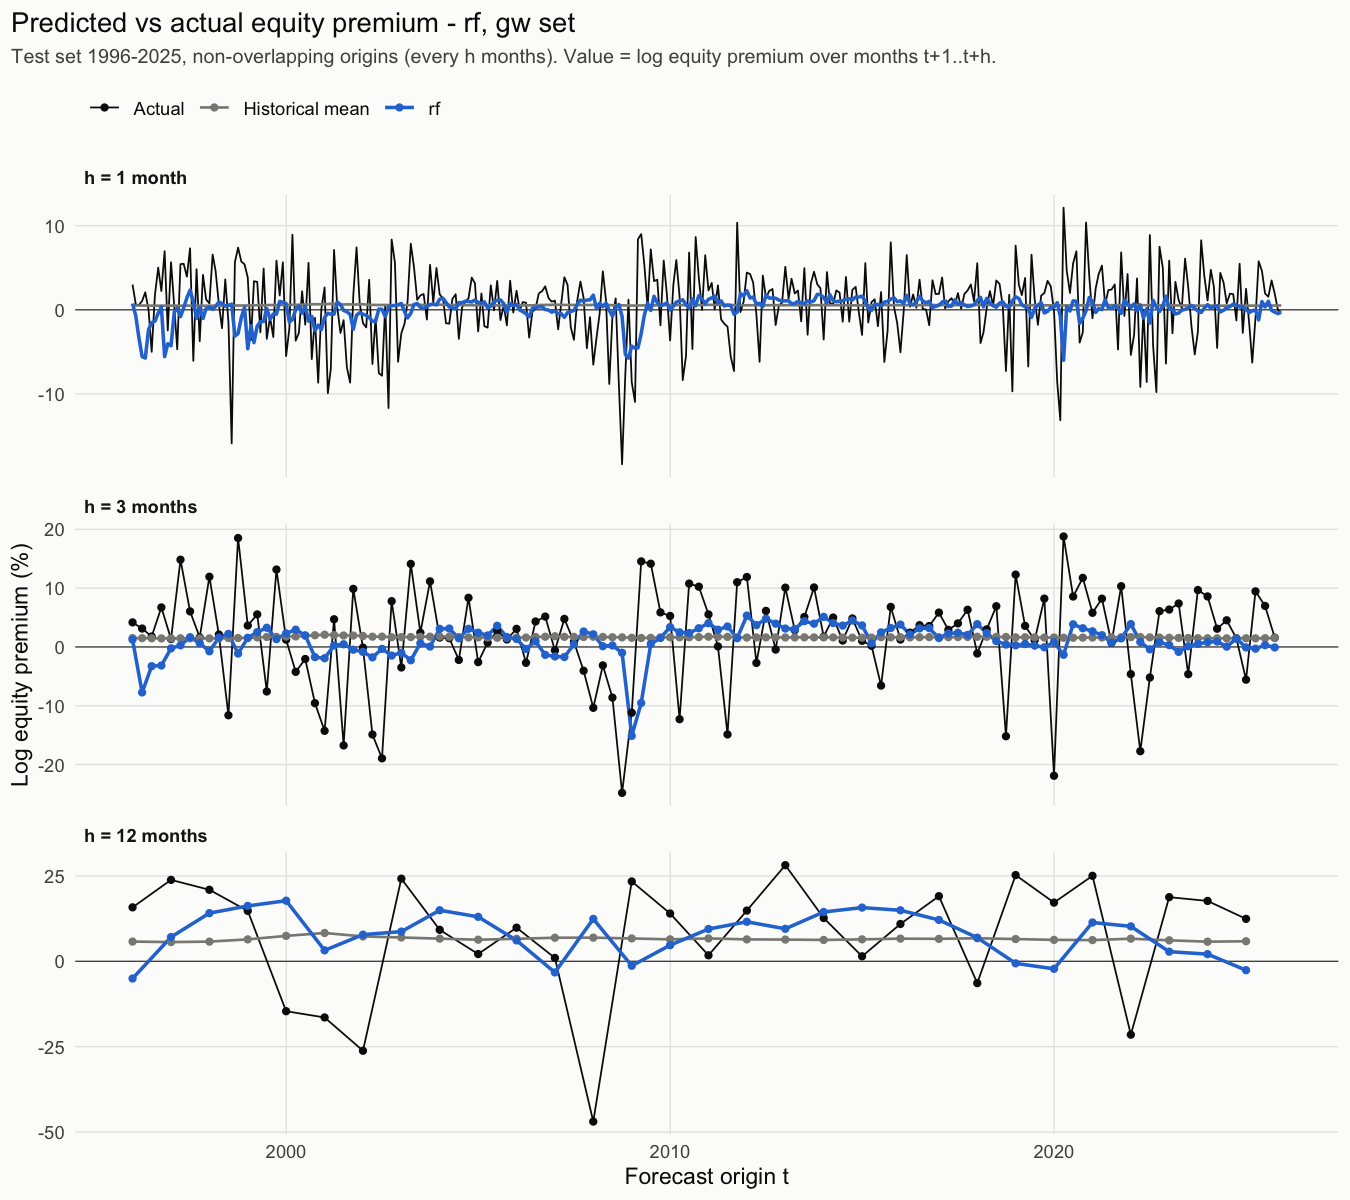 Predicted vs actual equity premium - rf, gw set
Test set 1996-2025, non-overlapping origins (every h months). Value = log equity premium over months t+1..t+h.
Actual Historical mean rf
h = 1 month
10
0
-10
h = 3 months
20
10
0
-10
-20
Log equity premium (%)
h = 12 months
25
0
-25
-50
2000 2010 2020
Forecast origin t